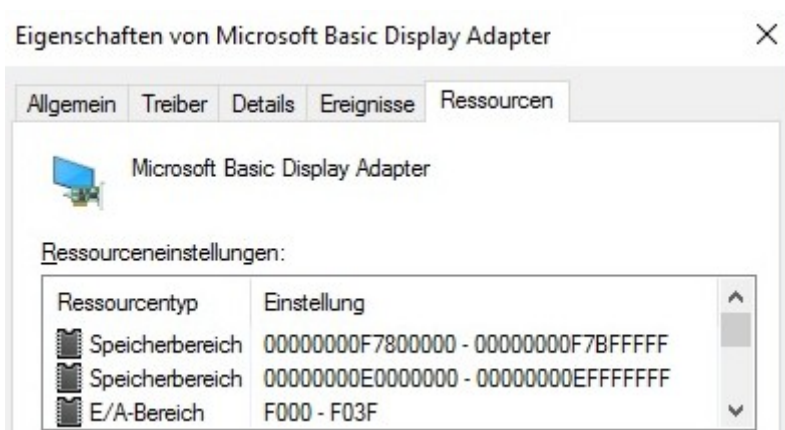 Eigenschaften von Microsoft Basic Display Adapter
Allgemein Treiber Details Ereignisse Ressourcen
Microsoft Basic Display Adapter
Ressourceneinstellungen:
Ressourcentyp Einstellung
Speicherbereich 00000000F7800000 - 00000000F7BFFFFF
Speicherbereich 00000000E0000000 - 00000000EFFFFFFF
E/A-Bereich F000 - F03F